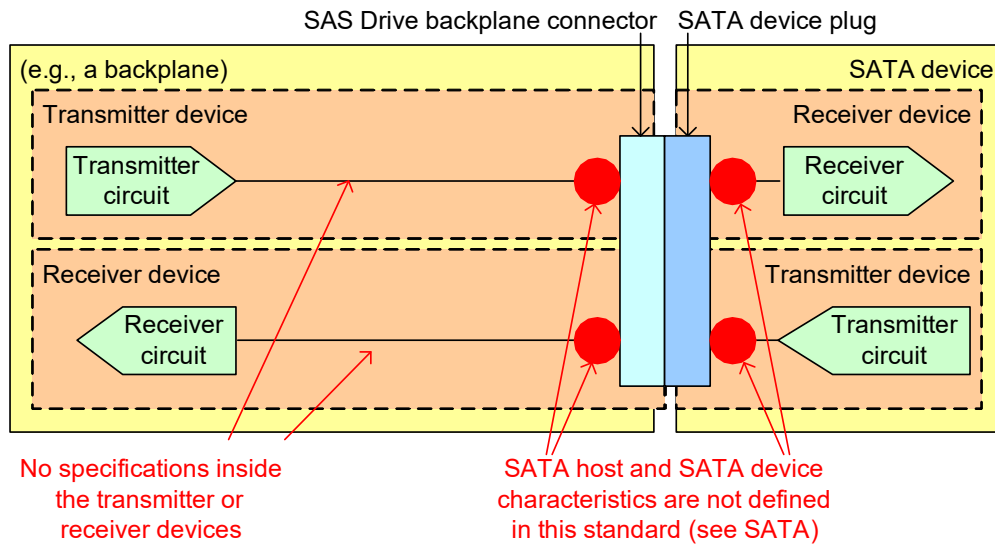 SAS Drive backplane connector
SATA device plug
(e.g., a backplane)
SATA device
Transmitter device
Receiver device
Transmitter
circuit
Receiver
circuit
Receiver device
Transmitter device
Receiver
circuit
Transmitter
circuit
No specifications inside
the transmitter or
receiver devices
SATA host and SATA device
characteristics are not defined
in this standard (see SATA)